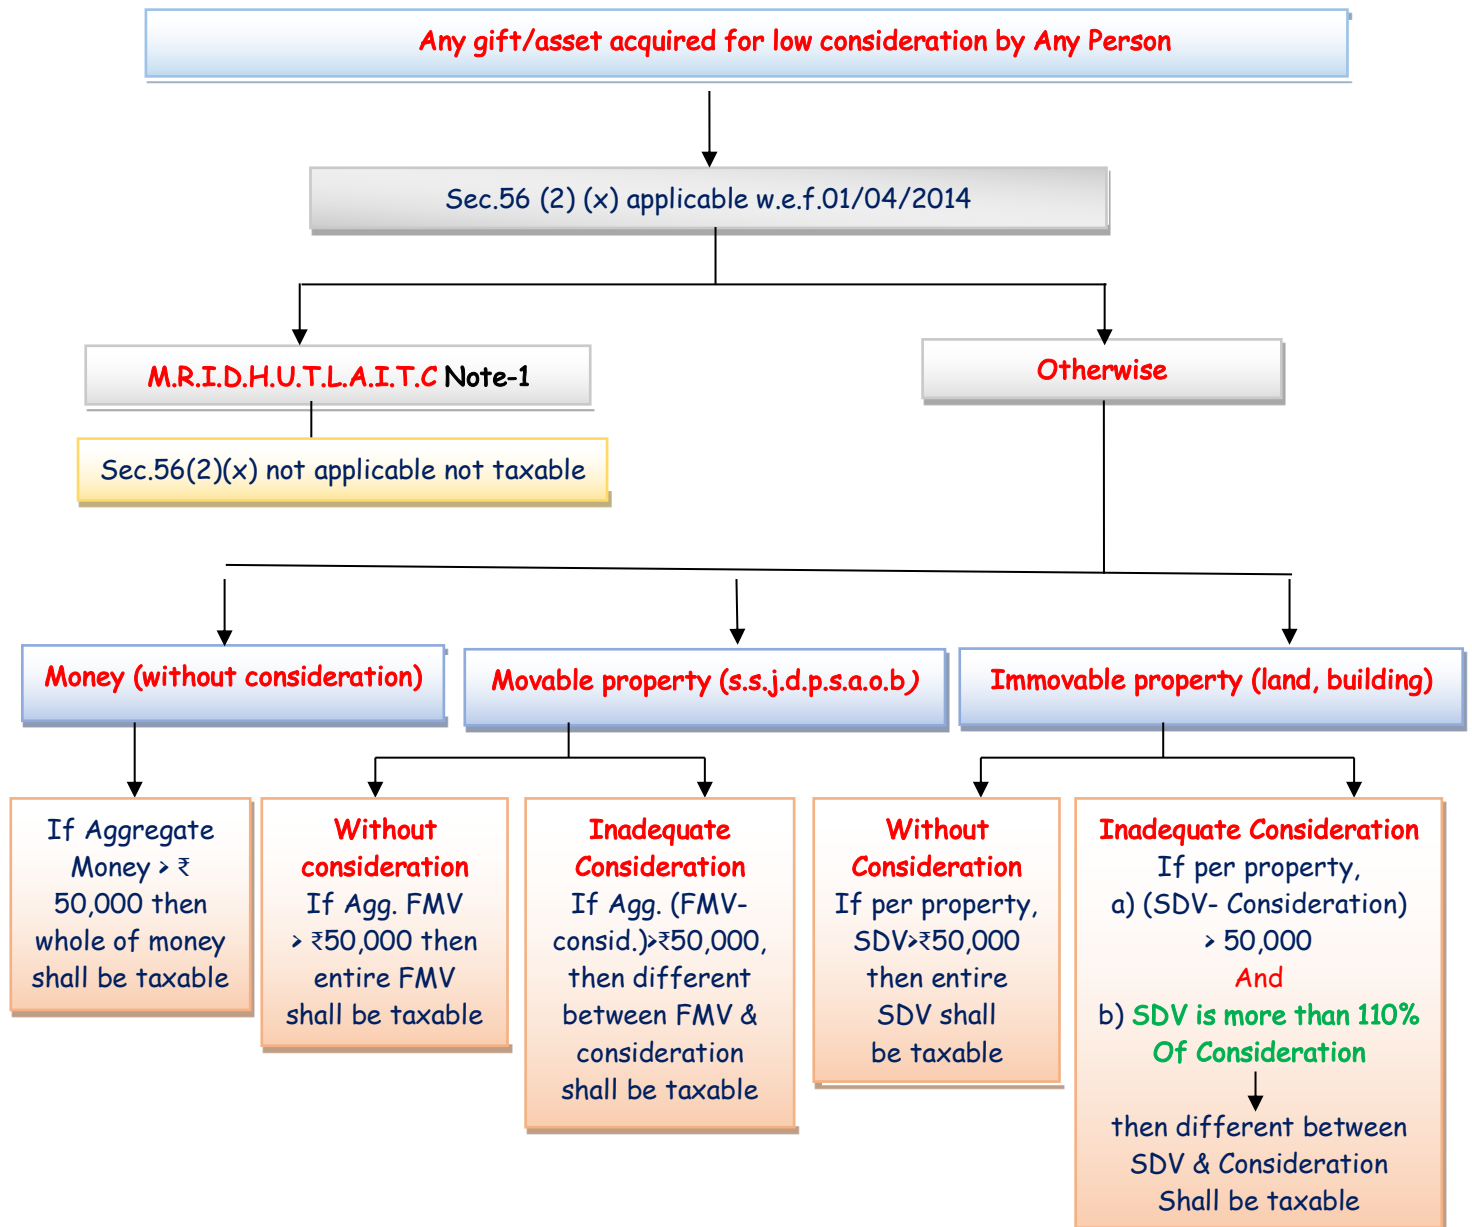 Any gift/asset acquired for low consideration by Any Person
Sec.56 (2) (x) applicable w.e.f.01/04/2014
M.R.I.D.H.U.T.L.A.I.T.C Note-1
Otherwise
Sec.56(2)(x) not applicable not taxable
Money (without consideration)
Movable property (s.s.j.d.p.s.a.o.b)
Immovable property (land, building)
If Aggregate
Money > ₹
50,000 then
whole of money
shall be taxable
Without
consideration
If Agg. FMV
> ₹50,000 then
entire FMV
shall be taxable
Inadequate
Consideration
If Agg. (FMV-
consid.)>₹50,000,
then different
between FMV &
consideration
shall be taxable
Without
Consideration
If per property,
SDV>₹50,000
then entire
SDV shall
be taxable
Inadequate Consideration
If per property,
a) (SDV- Consideration)
> 50,000
And
b) SDV is more than 110%
Of Consideration
then different between
SDV & Consideration
Shall be taxable